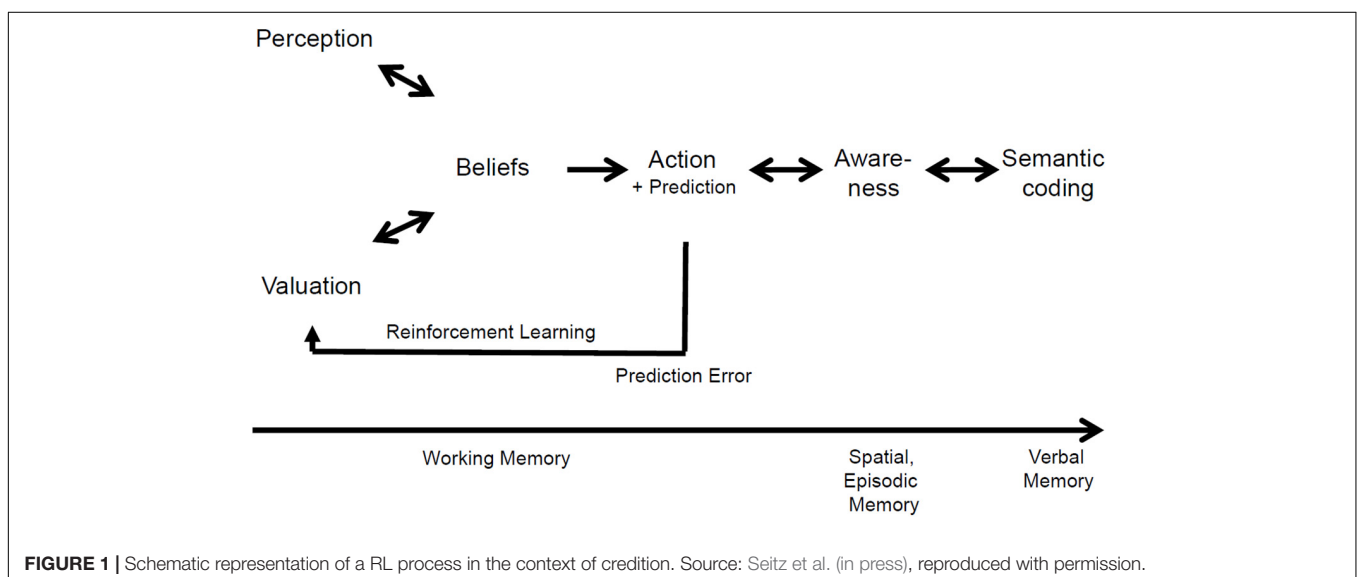 Perception
Beliefs
Action
+ Prediction
Aware-
ness
Semantic
coding
Valuation
Reinforcement Learning
Prediction Error
Working Memory
Spatial,
Episodic
Memory
Verbal
Memory
FIGURE 1 | Schematic representation of a RL process in the context of credition. Source: Seitz et al. (in press), reproduced with permission.